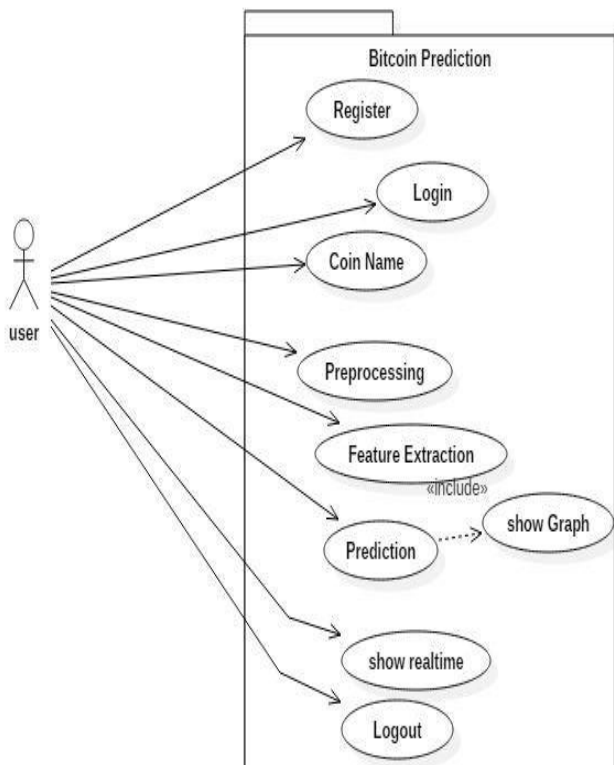 Bitcoin Prediction
Register
Login
Coin Name
user
Preprocessing
Feature Extraction
«include»
show Graph
Prediction
show realtime
Logout